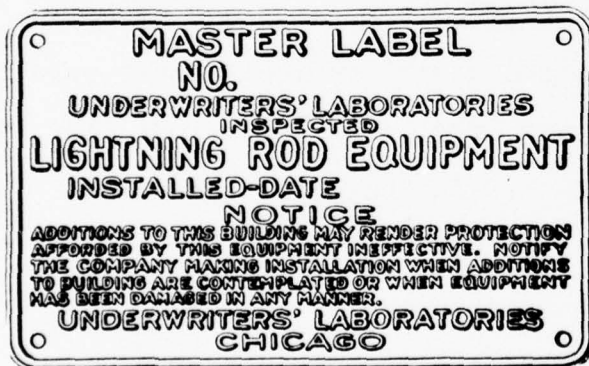 MASTER LABEL
NO.
UNDERWRITERS' LABORATORIES
INSPECTED
LIGHTNING ROD EQUIPMENT
INSTALLED-DATE
NOTICE
ADDITIONS TO THIS BUILDING MAY RENDER PROTECTION
AFFORDED BY THIS EQUIPMENT INEFFECTIVE. NOTIFY
THE COMPANY MAKING INSTALLATION WHEN ADDITIONS
TO BUILDING ARE CONTEMPLATED OR WHEN EQUIPMENT
HAS BEEN DAMAGED IN ANY MANNER.
UNDERWRITERS' LABORATORIES
CHICAGO